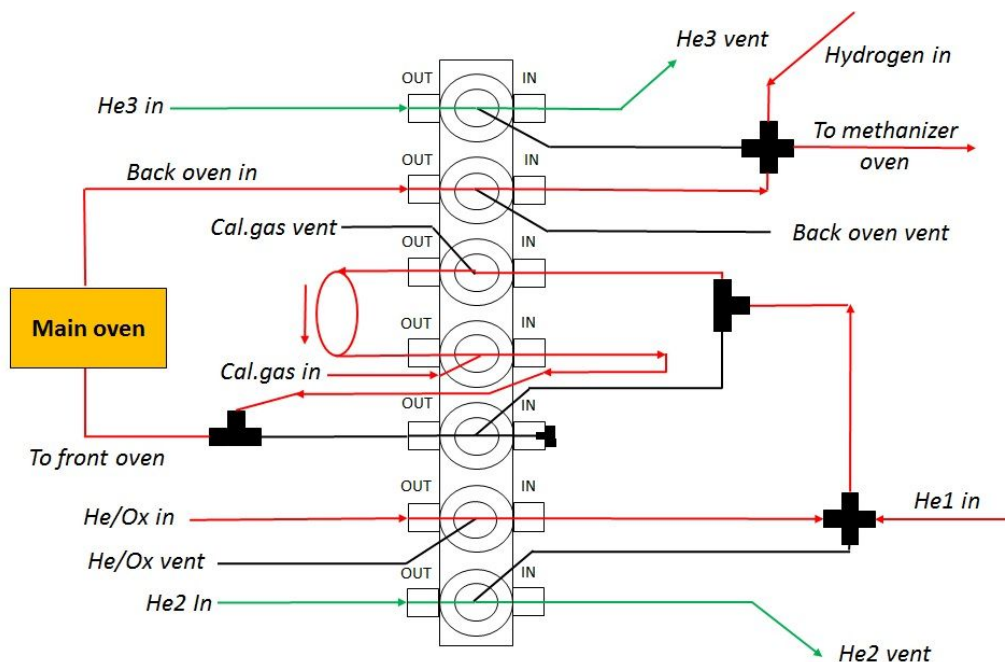 He3 vent
Hydrogen in
OUT
IN
He3 in
To methanizer
oven
OUT
IN
Back oven in
Cal.gas vent
OUT
IN
Back oven vent
Main oven
OUT
IN
Cal.gas in
OUT
IN
To front oven
OUT
IN
He/Ox in
He1 in
He/Ox vent
OUT
IN
He2 In
He2 vent